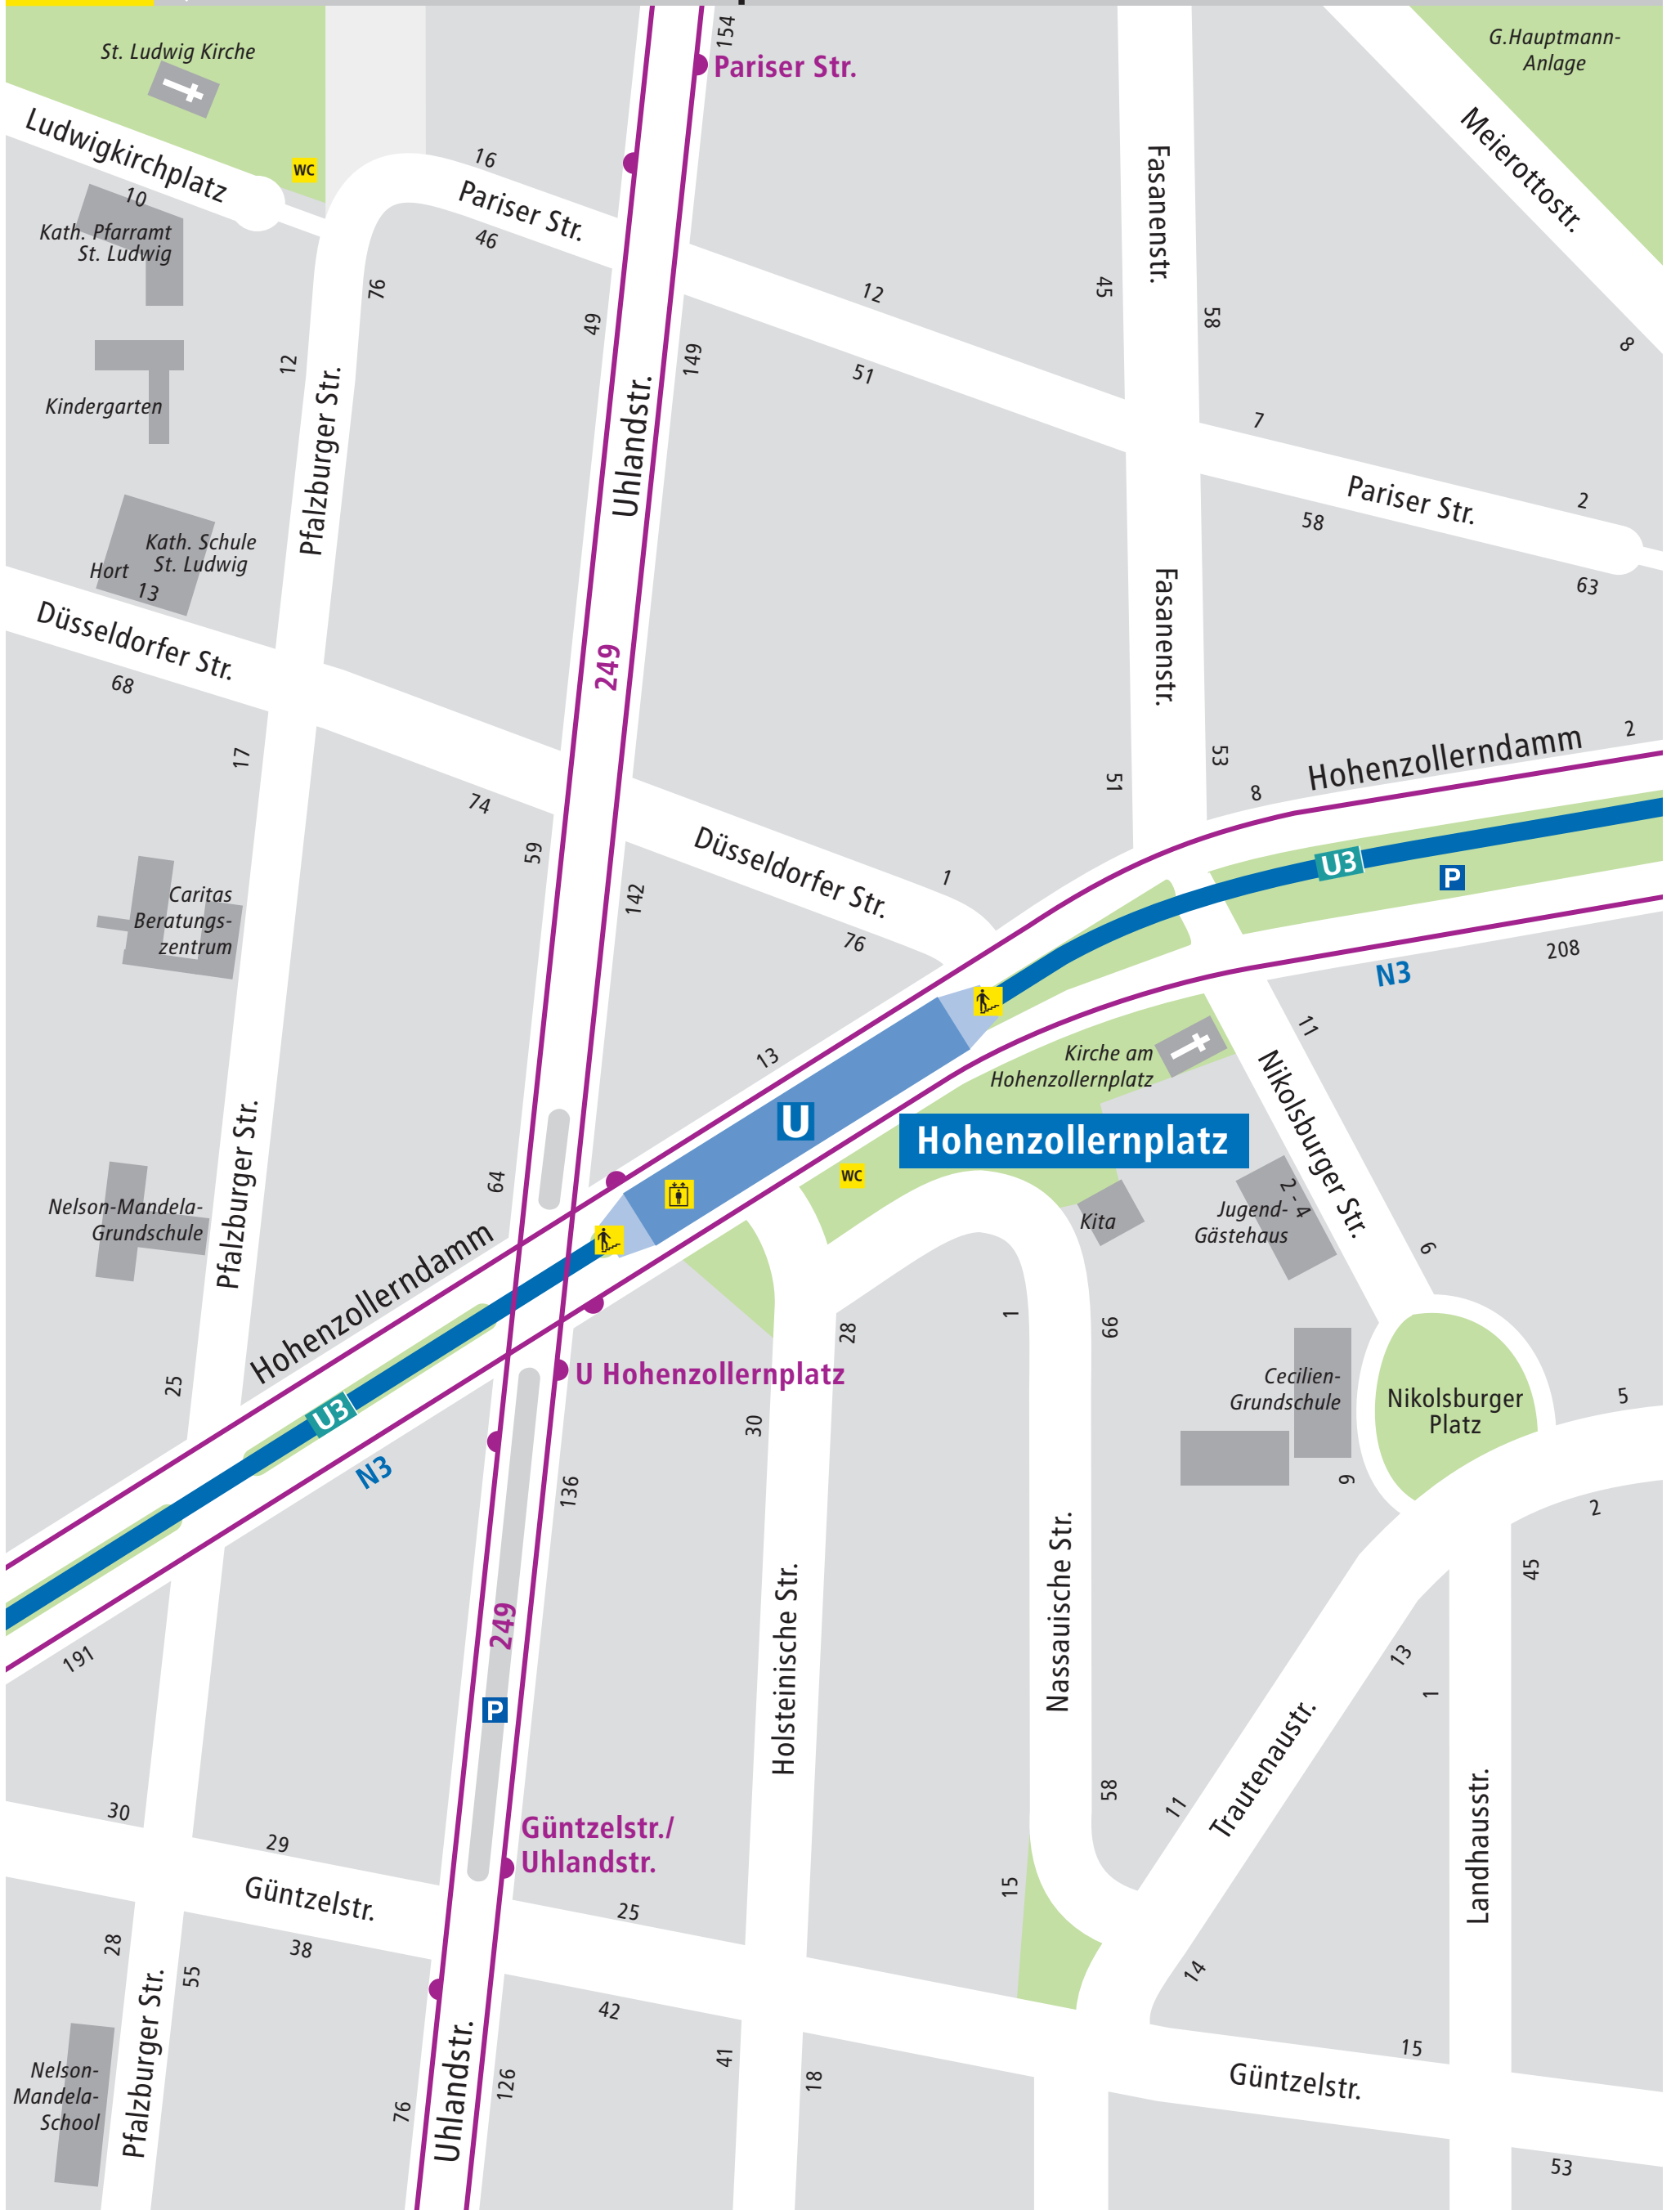 154
St. Ludwig Kirche
G.Hauptmann-
Anlage
Pariser Str.
Ludwigkirchplatz
WC
16
Pariser Str.
46
Meierottostr.
10
Kath. Pfarramt
St. Ludwig
Fasanenstr.
76
12
45
58
49
149
8
12
51
Kindergarten
Pfalzburger Str.
Uhlandstr.
7
Pariser Str.
2
58
63
Kath. Schule
St. Ludwig
Hort
13
Düsseldorfer Str.
68
249
Fasanenstr.
17
74
51
53
8
Hohenzollerndamm
2
59
142
Düsseldorfer Str.
1
76
U3
P
Caritas
Beratungs-
zentrum
208
N3
13
11
Kirche am
Hohenzollernplatz
U
Hohenzollernplatz
Nikolsburger Str.
WC
64
Pfalzburger Str.
Nelson-Mandela-
Grundschule
Kita
2 - 4
Jugend-
Gästehaus
6
Hohenzollerndamm
28
1
69
25
U Hohenzollernplatz
U3
N3
30
Cecilien-
Grundschule
Nikolsburger
Platz
5
9
2
136
45
191
249
Holsteinische Str.
Nassauische Str.
13
1
P
58
11
Trautenaustr.
Landhausstr.
30
29
Güntzelstr./
Uhlandstr.
Güntzelstr.
25
15
28
38
55
14
42
Pfalzburger Str.
Uhlandstr.
41
18
15
Güntzelstr.
Nelson-
Mandela-
School
76
126
53